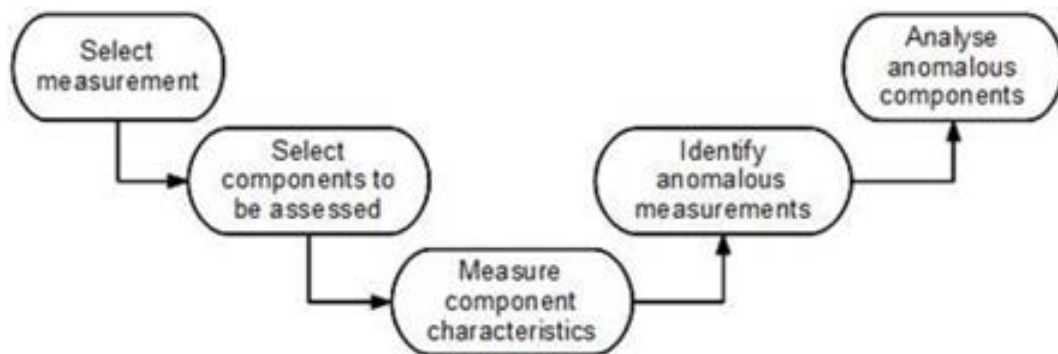 Select
measurement
Select
components to
be assessed
Measure
component
characteristics
Identify
anomalous
measurements
Analyse
anomalous
components